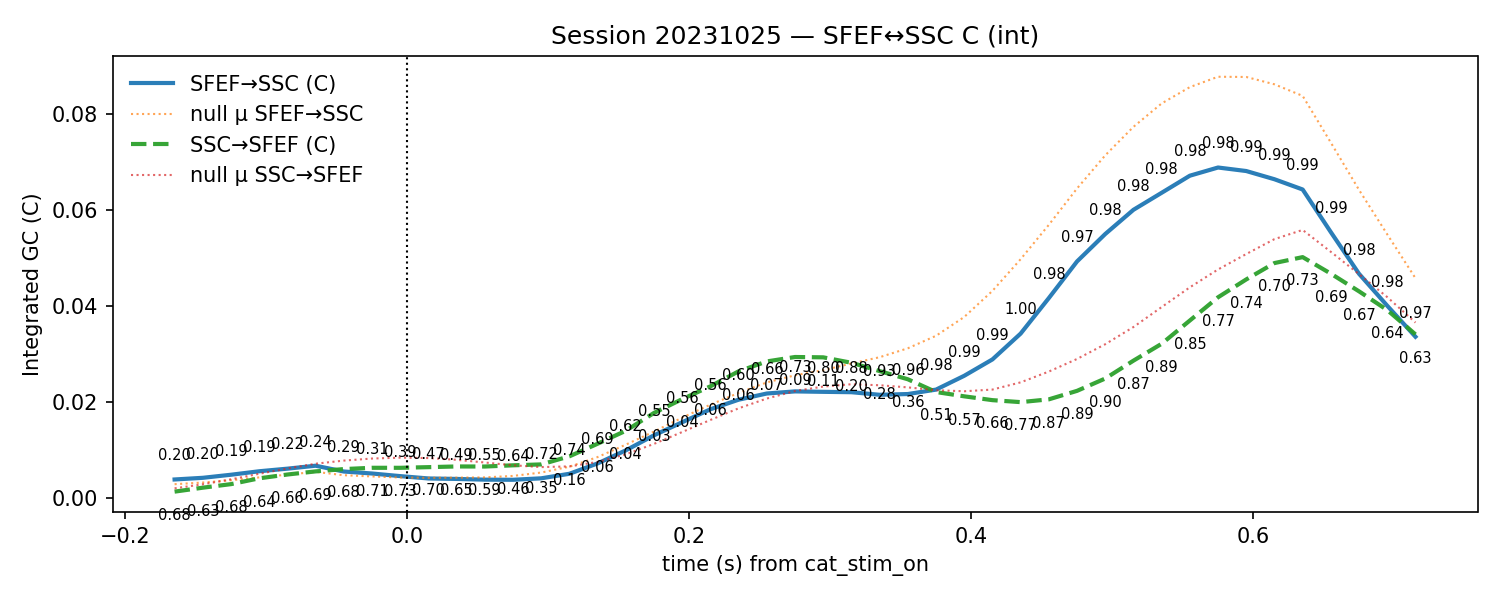 Session 20231025 — SFEF↔SSC C (int)
SFEF→SSC (C)
null μ SFEF→SSC
SSC→SFEF (C)
null μ SSC→SFEF
Integrated GC (C)
0.08
0.06
0.04
0.02
0.00
0.20 0.20 0.19 0.19 0.22 0.24 0.29 0.31 0.39 0.47 0.49 0.55 0.64 0.72 0.74 0.69 0.62 0.55 0.56 0.56 0.60 0.66 0.73 0.80 0.88 0.93 0.96 0.98 0.99 0.99 1.00 0.98 0.97 0.98 0.98 0.98 0.98 0.98 0.99 0.99 0.99 0.99 0.98 0.98 0.97
0.68 0.63 0.68 0.64 0.66 0.69 0.68 0.71 0.73 0.70 0.65 0.59 0.46 0.35 0.16 0.06 0.04 0.03 0.04 0.06 0.06 0.07 0.09 0.11 0.20 0.28 0.36 0.51 0.57 0.66 0.77 0.87 0.89 0.90 0.87 0.89 0.85 0.77 0.74 0.70 0.73 0.69 0.67 0.64 0.63
−0.2 0.0 0.2 0.4 0.6
time (s) from cat_stim_on